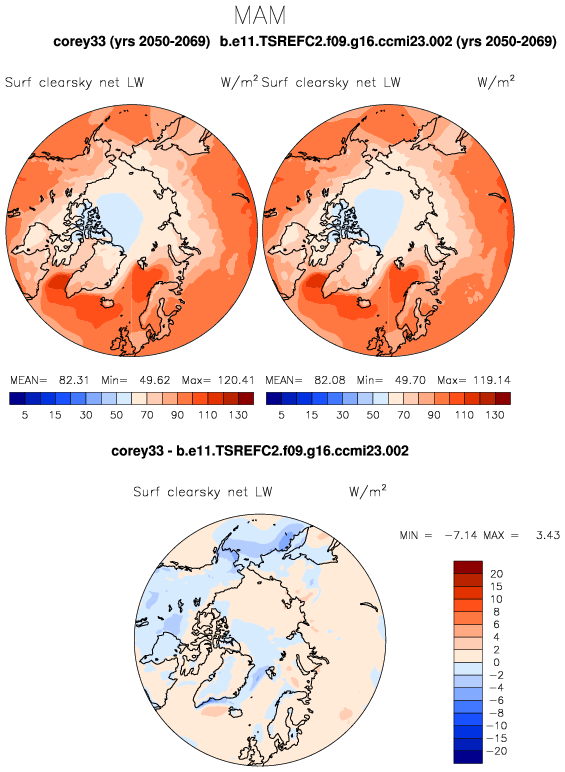 MAM
corey33 (yrs 2050-2069) b.e11.TSREFC2.f09.g16.ccmi23.002 (yrs 2050-2069)
Surf clearsky net LW W/m² Surf clearsky net LW W/m²
MEAN= 82.31 Min= 49.62 Max= 120.41 MEAN= 82.08 Min= 49.70 Max= 119.14
5 15 30 50 70 90 110 130 5 15 30 50 70 90 110 130
corey33 - b.e11.TSREFC2.f09.g16.ccmi23.002
Surf clearsky net LW W/m²
MIN = -7.14 MAX = 3.43
20
15
10
8
6
4
2
0
-2
-4
-6
-8
-10
-15
-20